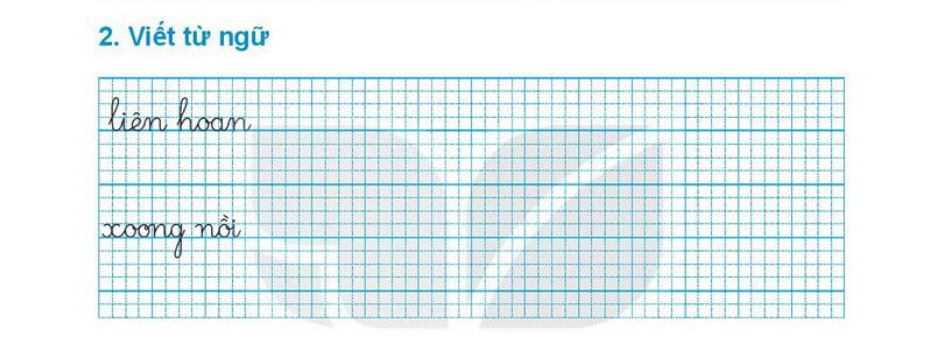 2. Viết từ ngữ
liên hoan
xoong nồi